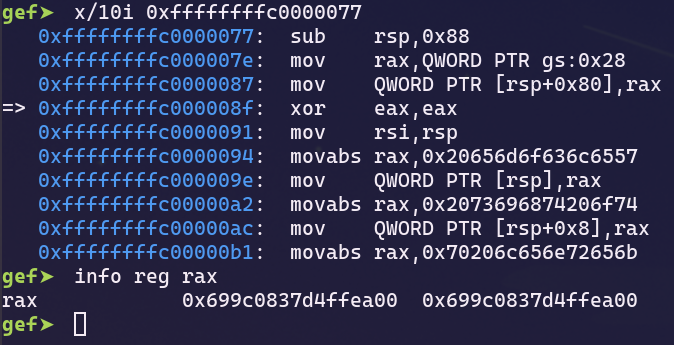 gef➤  x/10i 0xffffffffc0000077
   0xffffffffc0000077:  sub    rsp,0x88
   0xffffffffc000007e:  mov    rax,QWORD PTR gs:0x28
   0xffffffffc0000087:  mov    QWORD PTR [rsp+0x80],rax
=> 0xffffffffc000008f:  xor    eax,eax
   0xffffffffc0000091:  mov    rsi,rsp
   0xffffffffc0000094:  movabs rax,0x20656d6f636c6557
   0xffffffffc000009e:  mov    QWORD PTR [rsp],rax
   0xffffffffc00000a2:  movabs rax,0x2073696874206f74
   0xffffffffc00000ac:  mov    QWORD PTR [rsp+0x8],rax
   0xffffffffc00000b1:  movabs rax,0x70206c656e72656b
gef➤  info reg rax
rax            0x699c0837d4ffea00  0x699c0837d4ffea00
gef➤